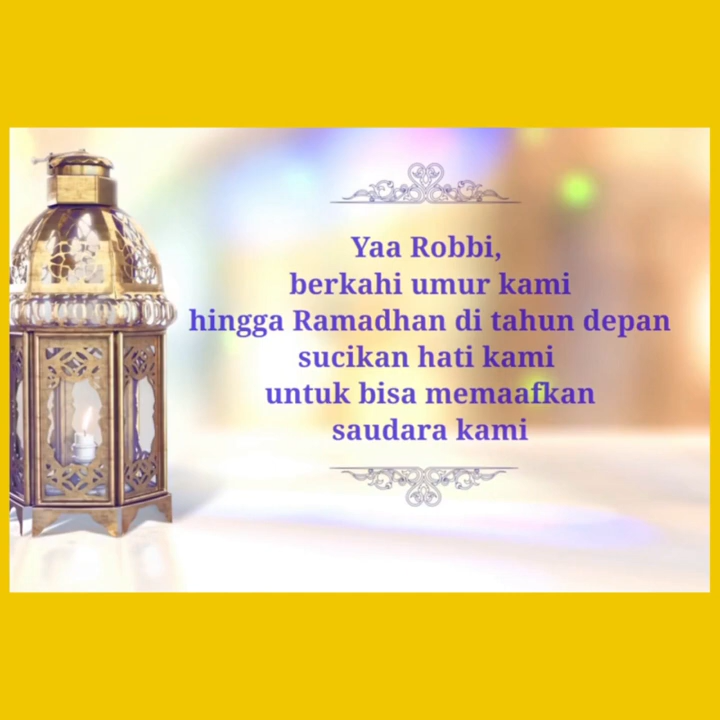 Yaa Robbi,
berkahi umur kami
hingga Ramadhan di tahun depan
sucikan hati kami
untuk bisa memaafkan
saudara kami